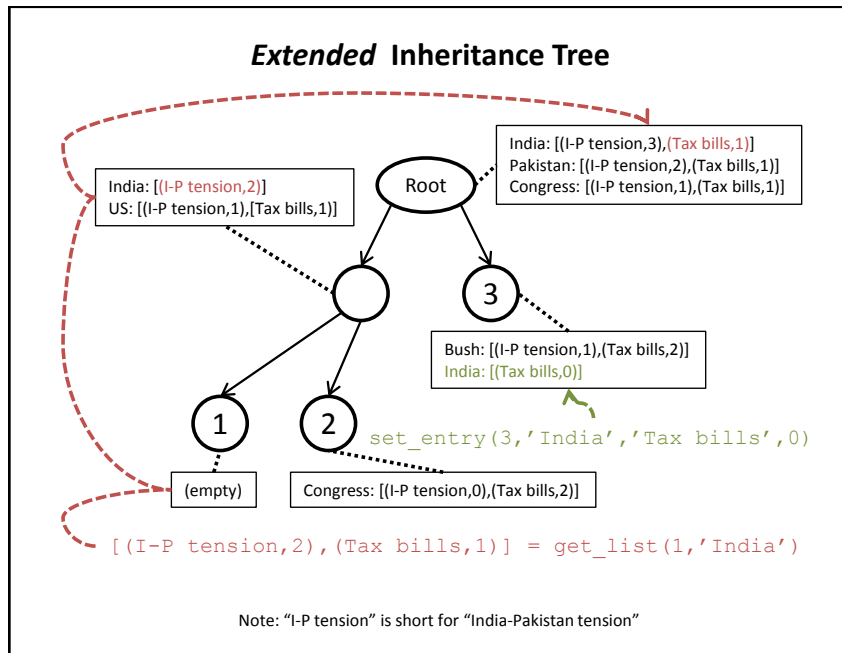 Extended Inheritance Tree
India: [(I-P tension,3),(Tax bills,1)]
Pakistan: [(I-P tension,2),(Tax bills,1)]
Congress: [(I-P tension,1),(Tax bills,1)]
India: [(I-P tension,2)]
US: [(I-P tension,1),[Tax bills,1)]
Root
3
Bush: [(I-P tension,1),(Tax bills,2)]
India: [(Tax bills,0)]
1
2
set_entry(3,’India’,’Tax bills’,0)
(empty)
Congress: [(I-P tension,0),(Tax bills,2)]
[(I-P tension,2),(Tax bills,1)] = get_list(1,’India’)
Note: “I-P tension” is short for “India-Pakistan tension”